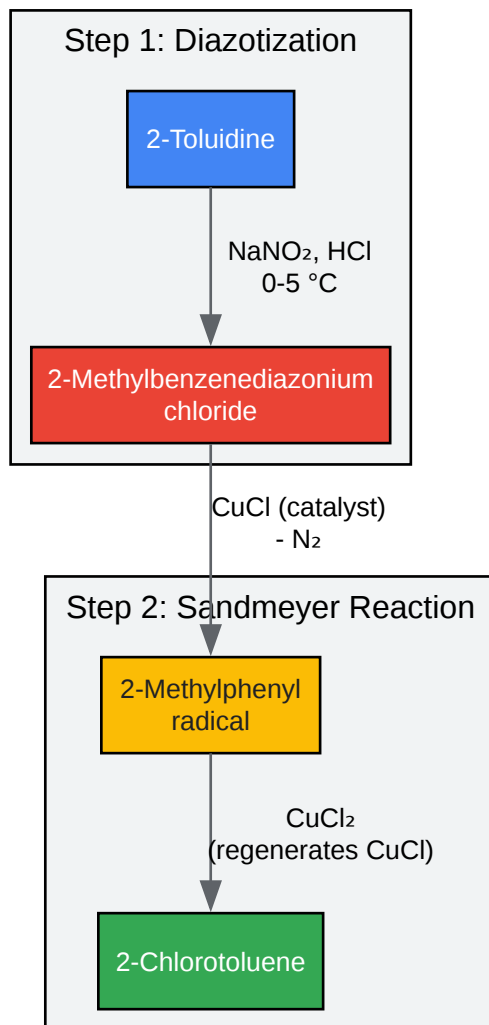 Step 1: Diazotization
2-Toluidine
NaNO₂, HCl
0-5 °C
2-Methylbenzenediazonium
chloride
CuCl (catalyst)
- N₂
Step 2: Sandmeyer Reaction
2-Methylphenyl
radical
CuCl₂
(regenerates CuCl)
2-Chlorotoluene